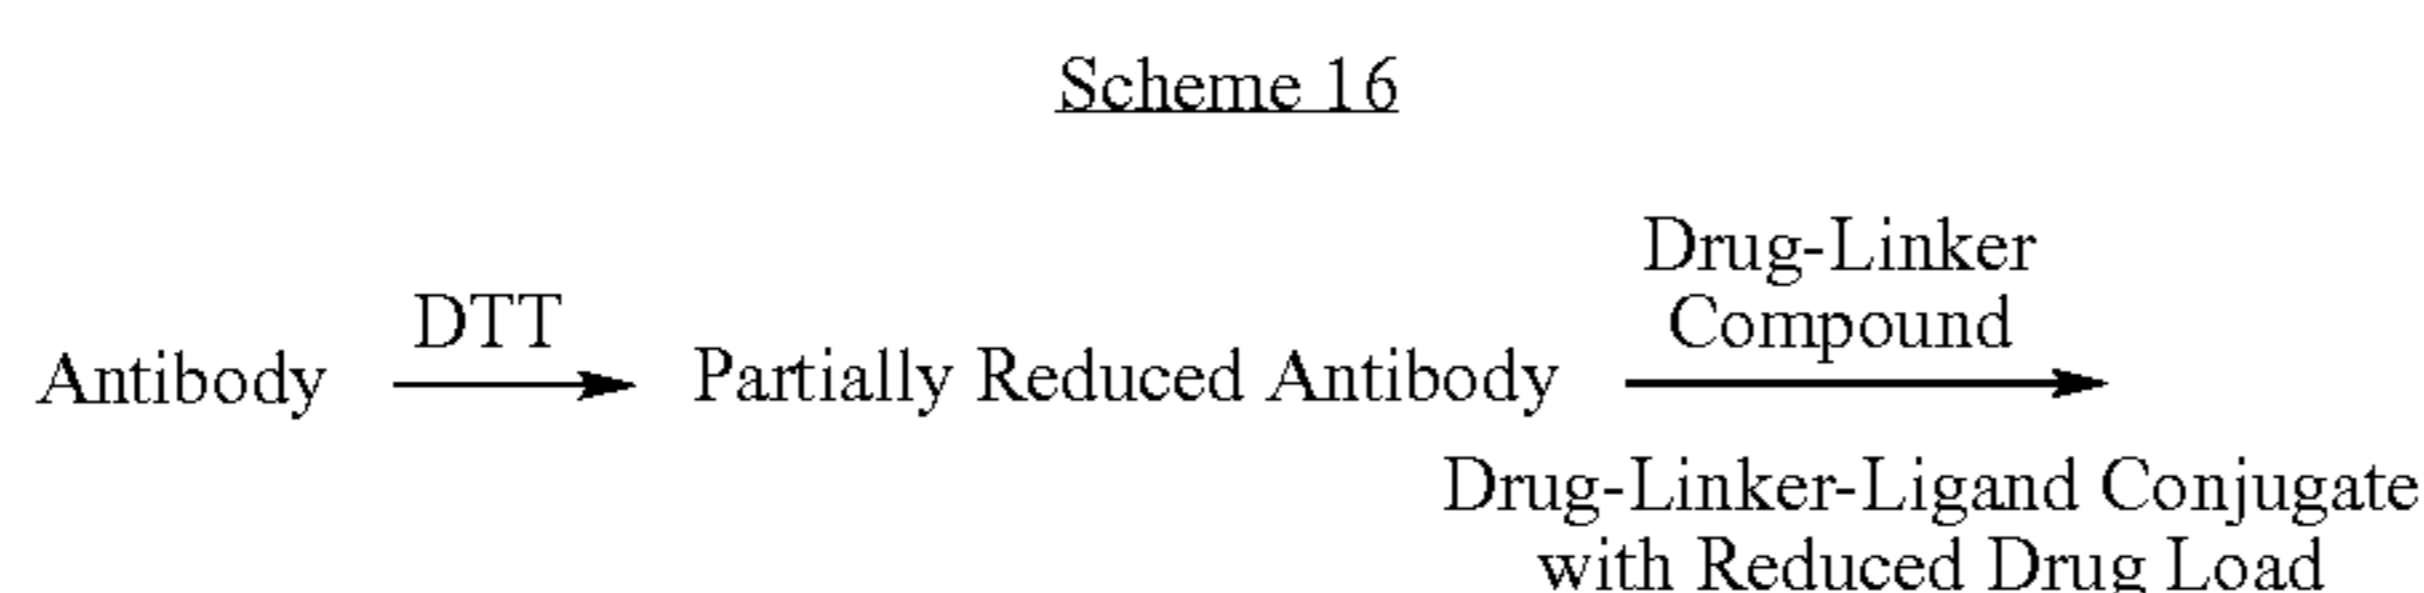 Scheme 16
Drug-Linker
Compound
DTT
Antibody
Partially Reduced Antibody
Drug-Linker-Ligand Conjugate
with Reduced Drug Load